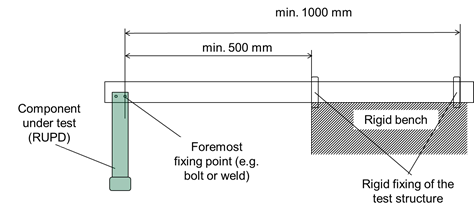 min. 1000 mm
min. 500 mm
Component
under test
(RUPD)
Foremost
fixing point (e.g.
bolt or weld)
Rigid bench
Rigid fixing of the
test structure